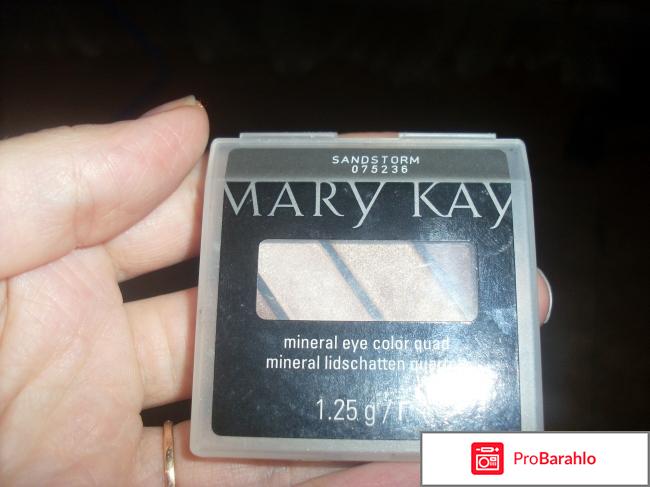 SANDSTORM
075236
MARY KAY
mineral eye color quad
mineral lidschatten
1.25 g /
ProBarahlo